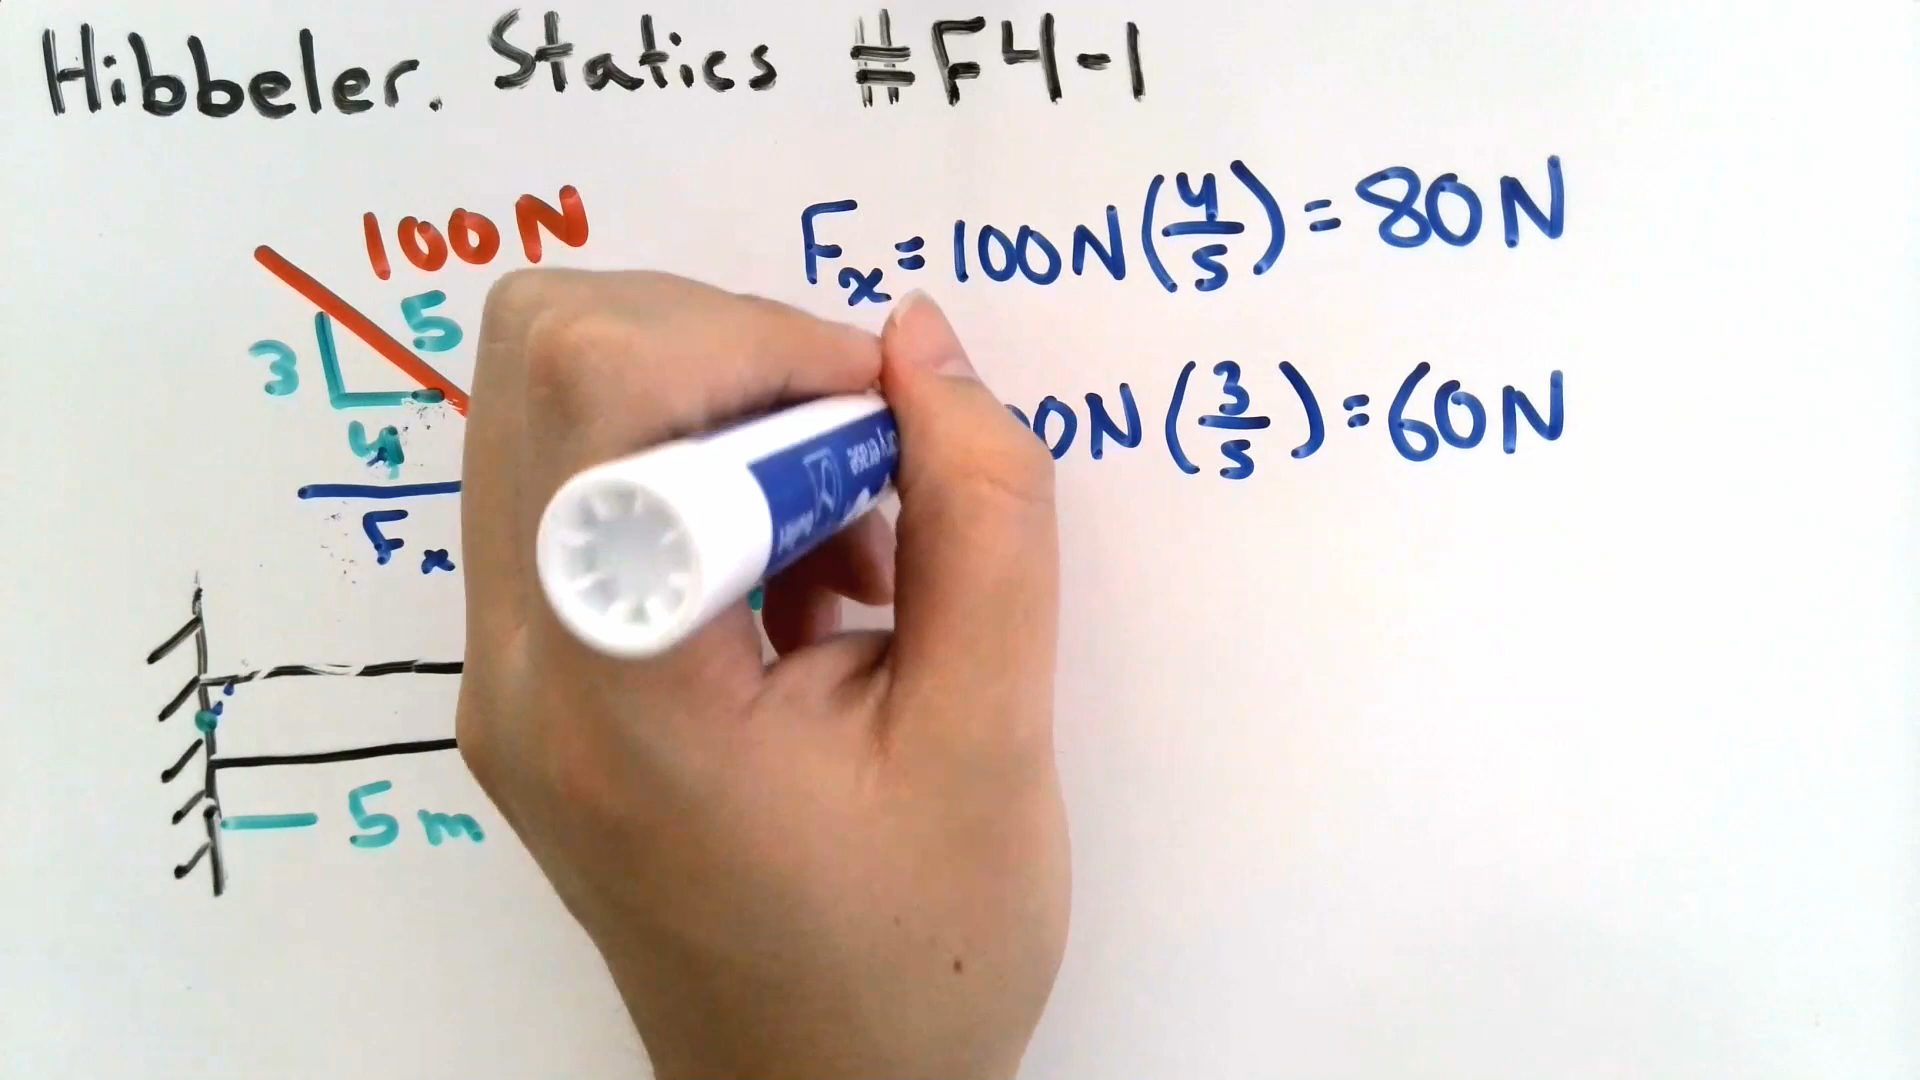 Hibbeler. Statics #F4-1
100N
5
3
4
Fx
5m
Fx = 100N (4/5) = 80N
0N (3/5) = 60N